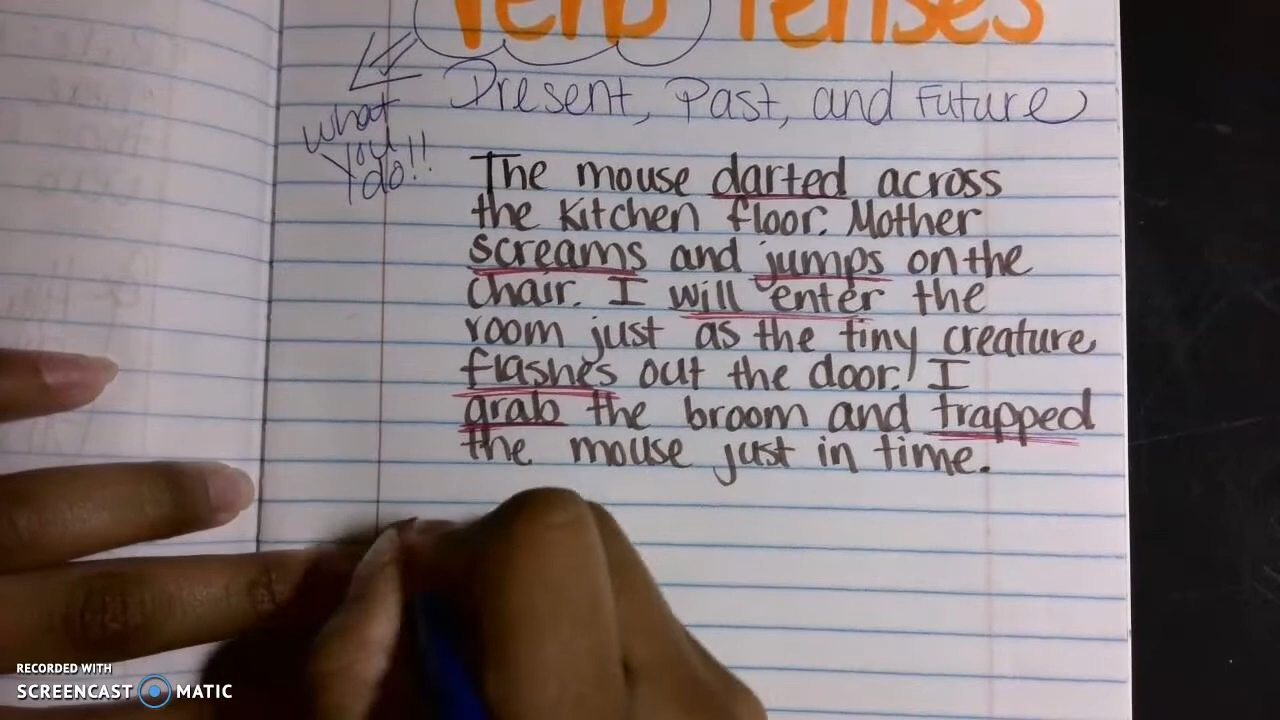 Verb Tenses
Present, Past, and Future
What
you
do!!
The mouse darted across
the kitchen floor. Mother
screams and jumps on the
chair. I will enter the
room just as the tiny creature
flashes out the door. I
grab the broom and trapped
the mouse just in time.
RECORDED WITH
SCREENCAST MATIC